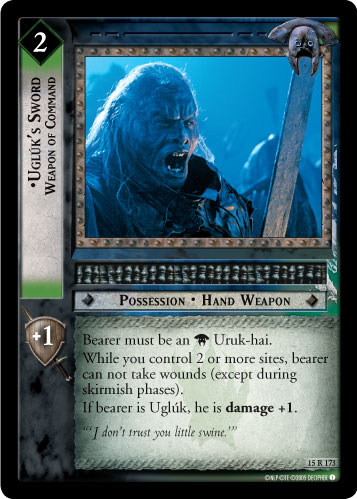 2
•Uglúk's Sword
Weapon of Command
Possession • Hand Weapon
+1
Bearer must be an Uruk-hai.
While you control 2 or more sites, bearer
can not take wounds (except during
skirmish phases).
If bearer is Uglúk, he is damage +1.
“‘I don't trust you little swine.’”
15 R 173